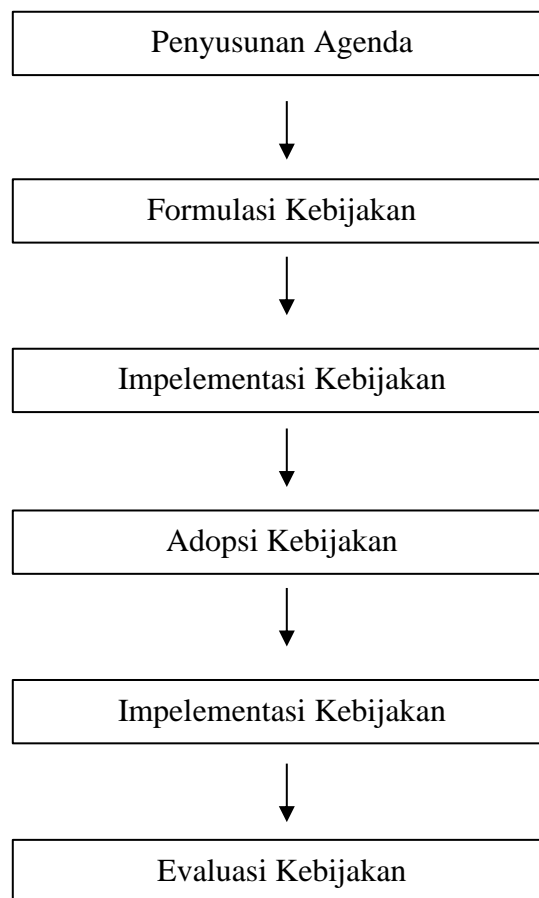 Penyusunan Agenda
Formulasi Kebijakan
Impelementasi Kebijakan
Adopsi Kebijakan
Impelementasi Kebijakan
Evaluasi Kebijakan